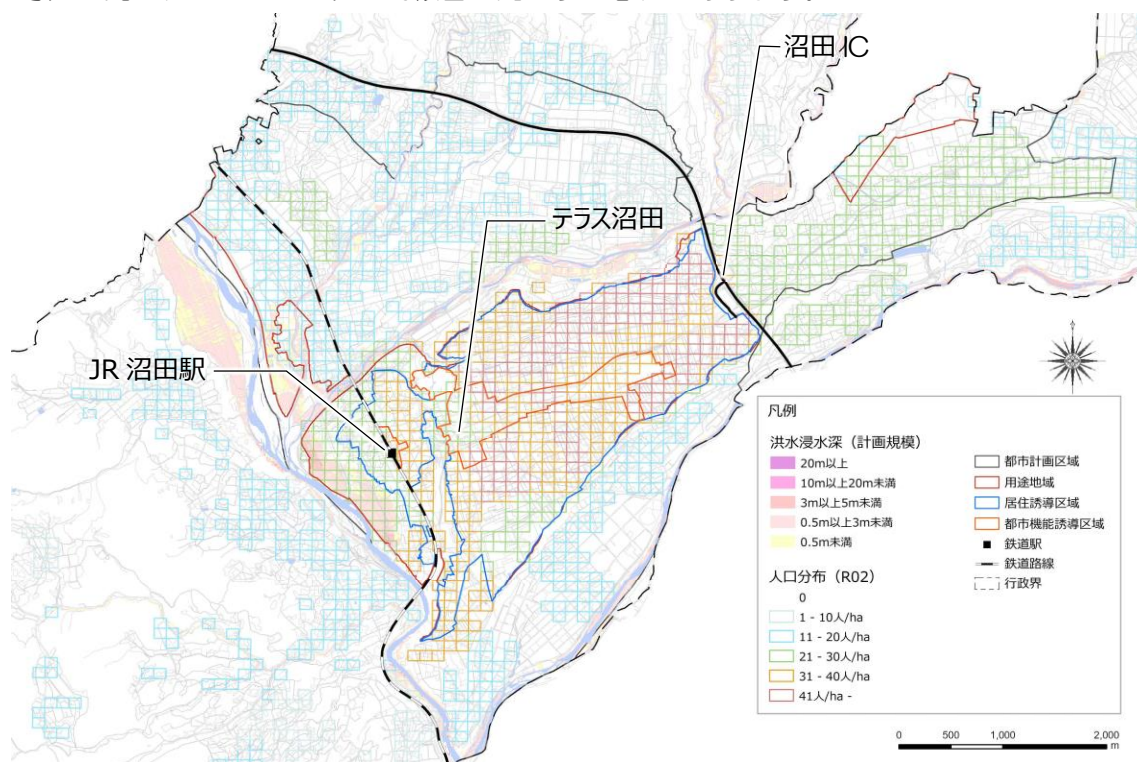 沼田 IC
テラス沼田
JR 沼田駅
凡例
洪水浸水深（計画規模）
20m以上
10m以上20m未満
3m以上5m未満
0.5m以上3m未満
0.5m未満
人口分布（R02）
0
1 - 10人/ha
11 - 20人/ha
21 - 30人/ha
31 - 40人/ha
41人/ha -
都市計画区域
用途地域
居住誘導区域
都市機能誘導区域
鉄道駅
鉄道路線
行政界
0 500 1,000 2,000
m